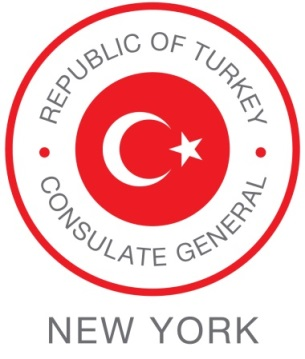 REPUBLIC OF TURKEY
CONSULATE GENERAL
NEW YORK